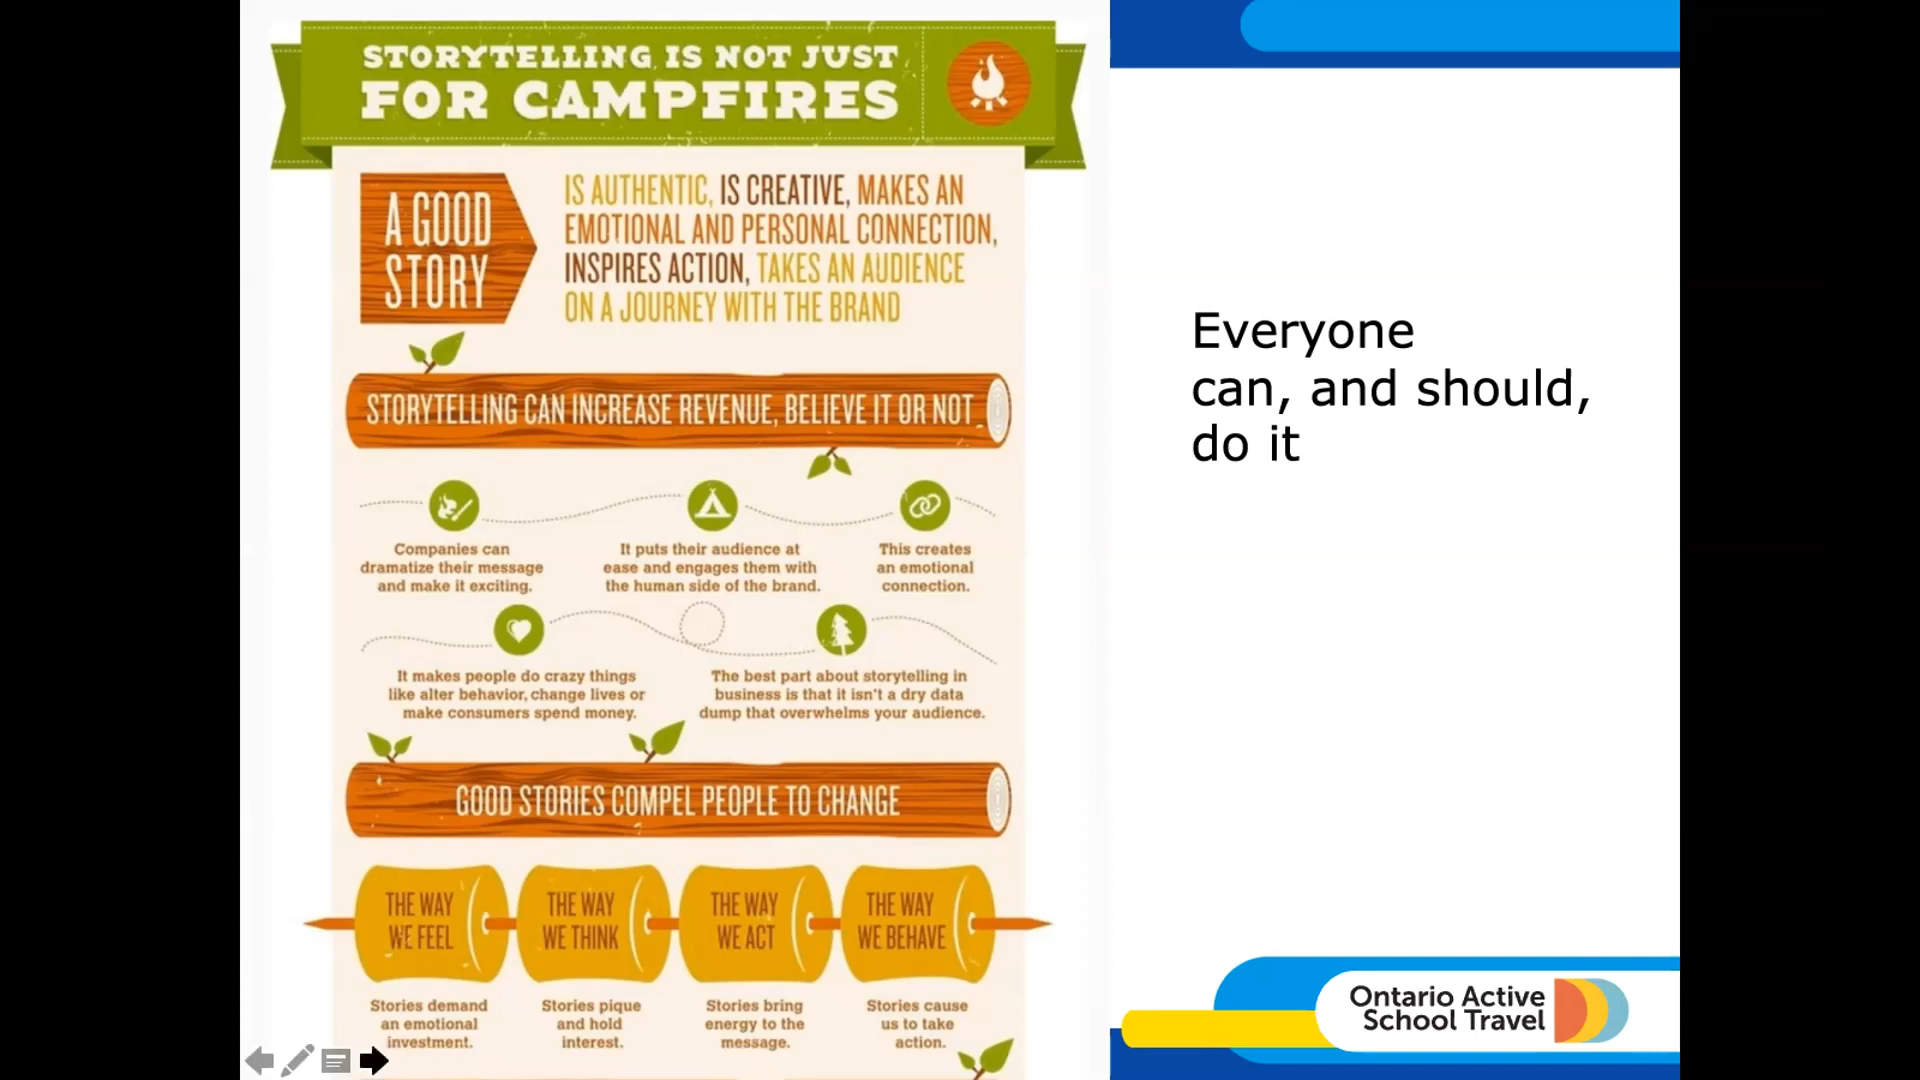 STORYTELLING IS NOT JUST
FOR CAMPFIRES
A GOOD
STORY
IS AUTHENTIC, IS CREATIVE, MAKES AN
EMOTIONAL AND PERSONAL CONNECTION,
INSPIRES ACTION, TAKES AN AUDIENCE
ON A JOURNEY WITH THE BRAND
STORYTELLING CAN INCREASE REVENUE, BELIEVE IT OR NOT.
Companies can
dramatize their message
and make it exciting.
It puts their audience at
ease and engages them with
the human side of the brand.
This creates
an emotional
connection.
It makes people do crazy things
like alter behavior, change lives or
make consumers spend money.
The best part about storytelling in
business is that it isn't a dry data
dump that overwhelms your audience.
GOOD STORIES COMPEL PEOPLE TO CHANGE
THE WAY
WE FEEL
THE WAY
WE THINK
THE WAY
WE ACT
THE WAY
WE BEHAVE
Stories demand
an emotional
investment.
Stories pique
and hold
interest.
Stories bring
energy to the
message.
Stories cause
us to take
action.
Everyone
can, and should,
do it
Ontario Active
School Travel